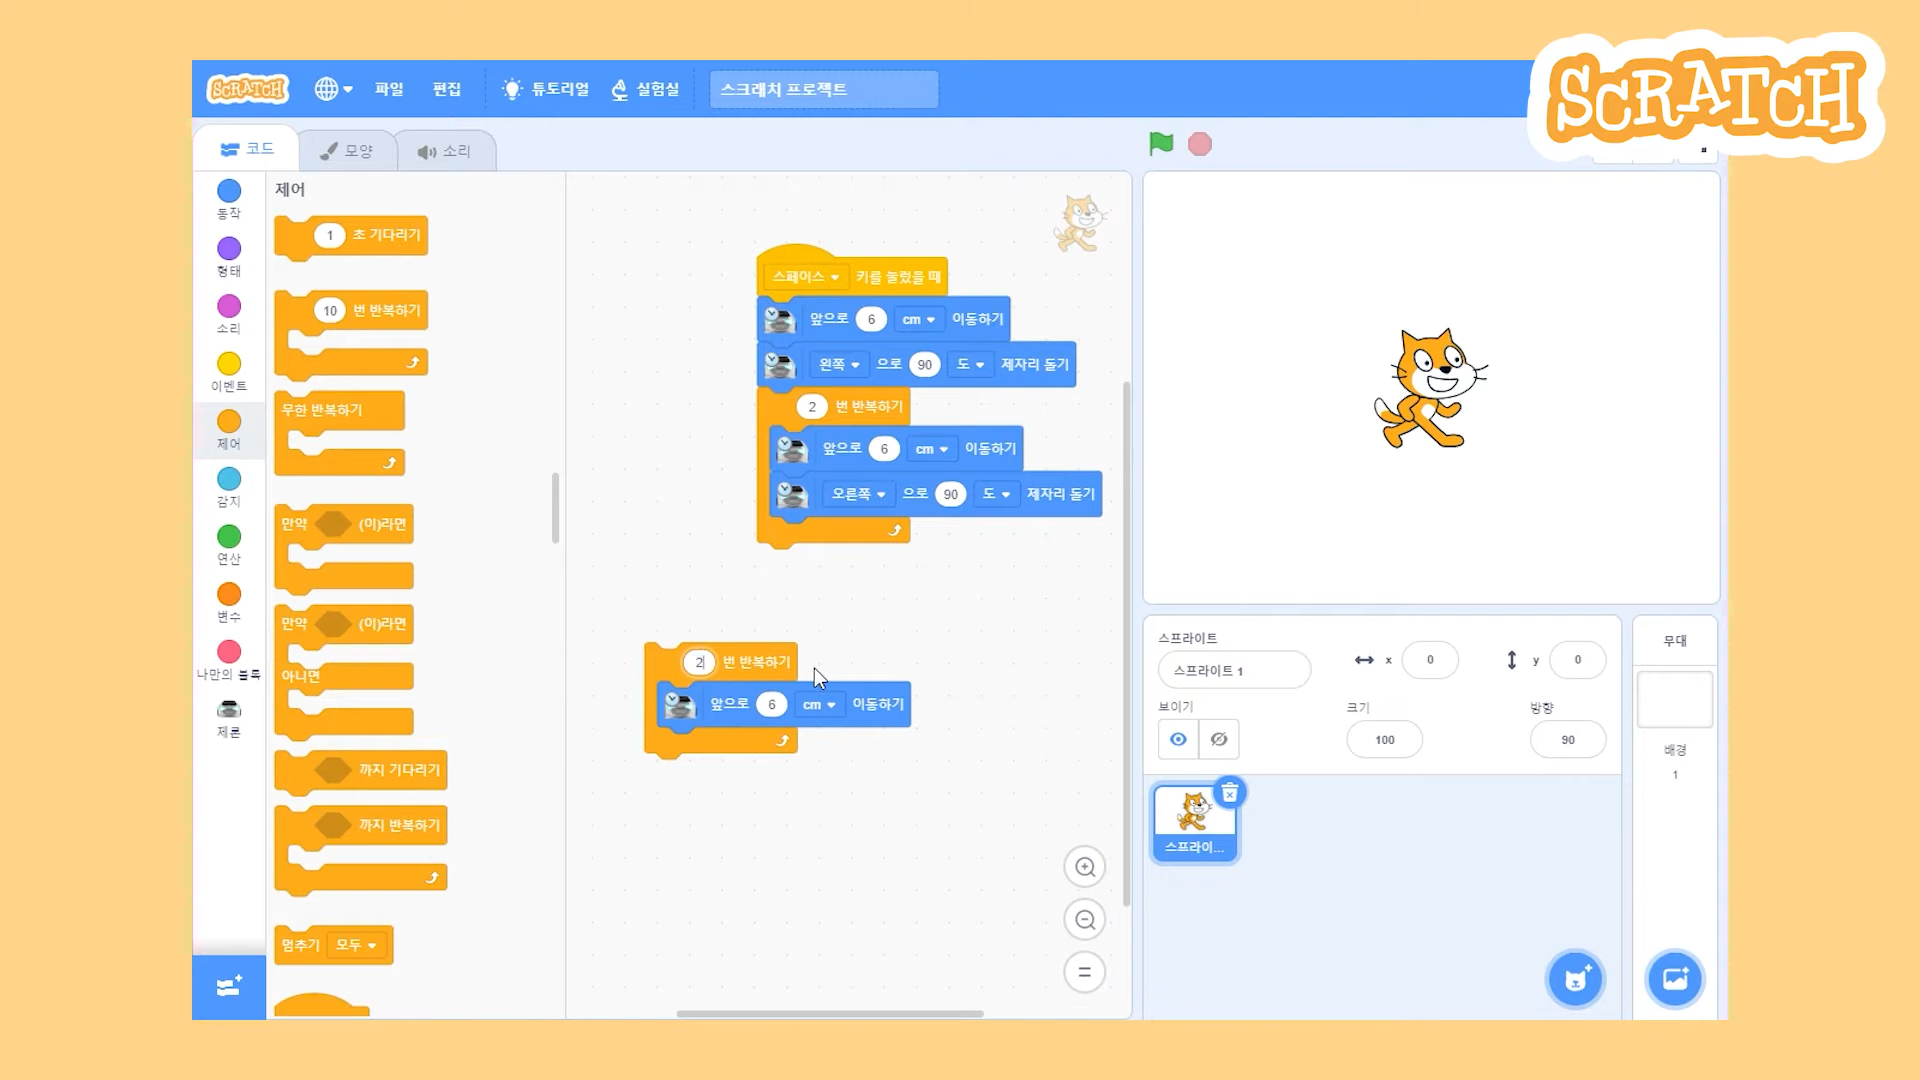 SCRATCH
SCRATCH 파일 편집 튜토리얼 실험실 스크래치 프로젝트
코드 모양 소리
동작
형태
소리
이벤트
제어
감지
연산
변수
나만의 블록
제론
제어
1 초 기다리기
10 번 반복하기
무한 반복하기
만약 (이)라면
만약 (이)라면
아니면
까지 기다리기
까지 반복하기
멈추기 모두
스페이스 키를 눌렀을 때
앞으로 6 cm 이동하기
왼쪽 으로 90 도 제자리 돌기
2 번 반복하기
앞으로 6 cm 이동하기
오른쪽 으로 90 도 제자리 돌기
2 번 반복하기
앞으로 6 cm 이동하기
스프라이트
스프라이트 1
x 0 y 0
보이기 크기 방향
100 90
스프라이...
무대
배경
1